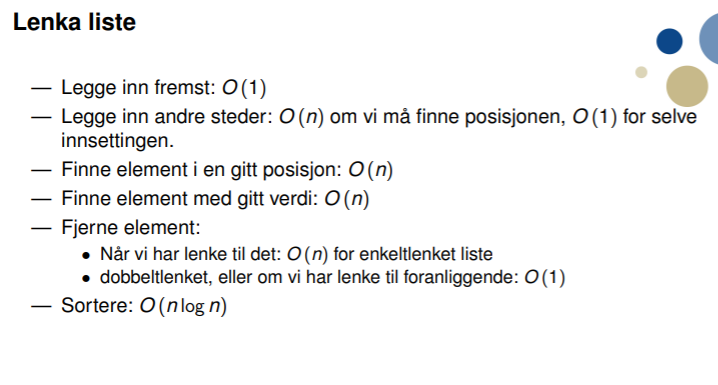 Lenka liste
— Legge inn fremst: O(1)
— Legge inn andre steder: O(n) om vi må finne posisjonen, O(1) for selve
innsettingen.
— Finne element i en gitt posisjon: O(n)
— Finne element med gitt verdi: O(n)
— Fjerne element:
• Når vi har lenke til det: O(n) for enkeltlenket liste
• dobbeltlenket, eller om vi har lenke til foranliggende: O(1)
— Sortere: O(n log n)